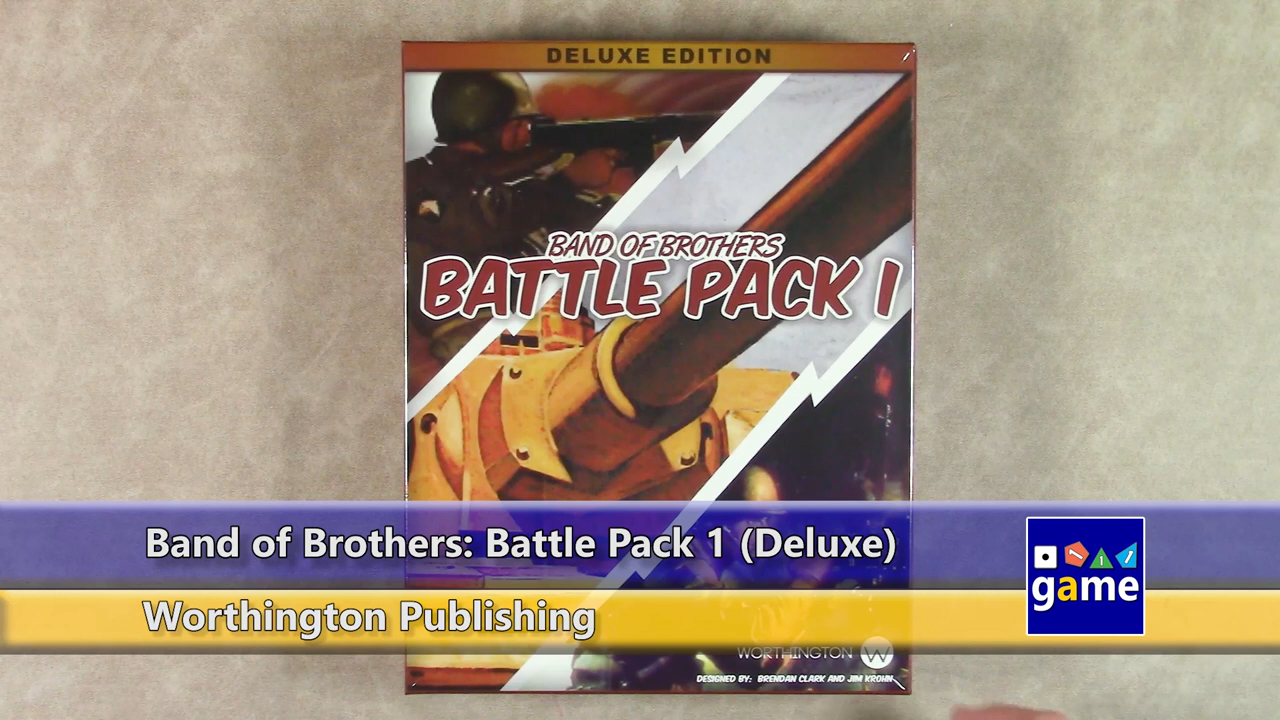 DELUXE EDITION
BAND OF BROTHERS
BATTLE PACK I
Band of Brothers: Battle Pack 1 (Deluxe)
game
Worthington Publishing
WORTHINGTON W
DESIGNED BY: BRENDAN CLARK AND JIM KROHN